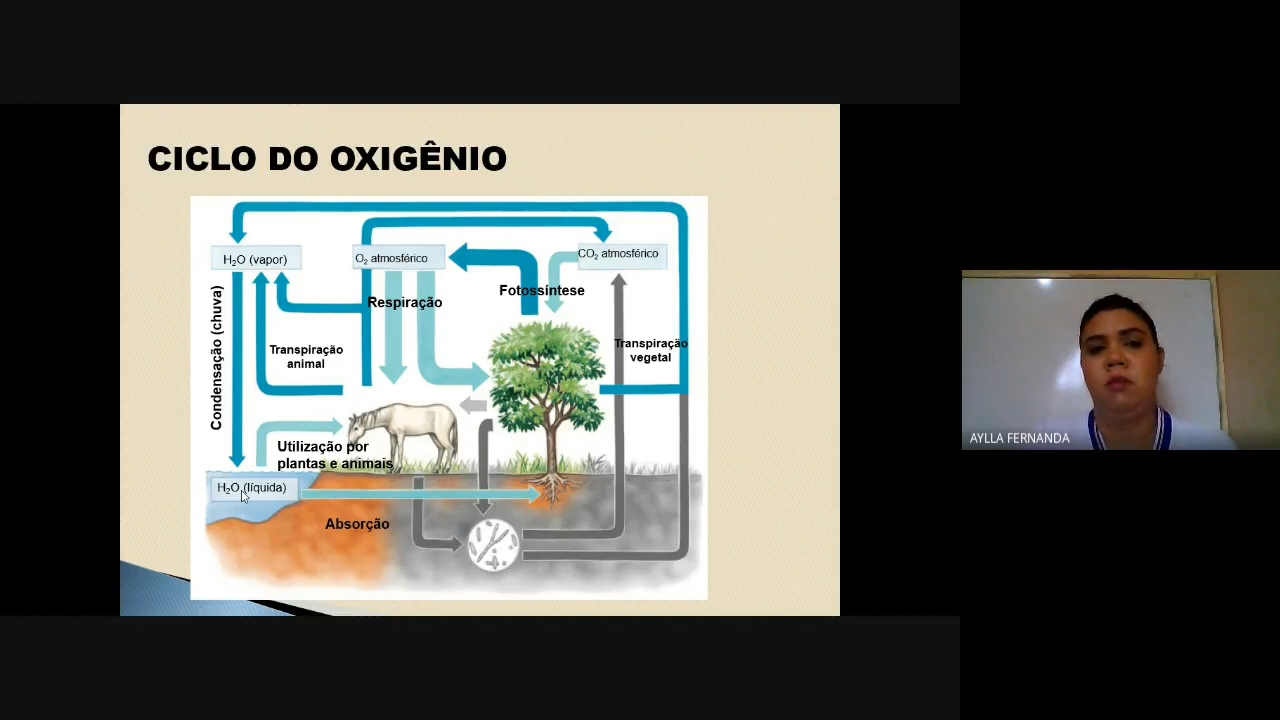 CICLO DO OXIGÊNIO
H₂O (vapor)
O₂ atmosférico
CO₂ atmosférico
Fotossíntese
Respiração
Condensação (chuva)
Transpiração
animal
Transpiração
vegetal
Utilização por
plantas e animais
H₂O (líquida)
Absorção
AYLLA FERNANDA